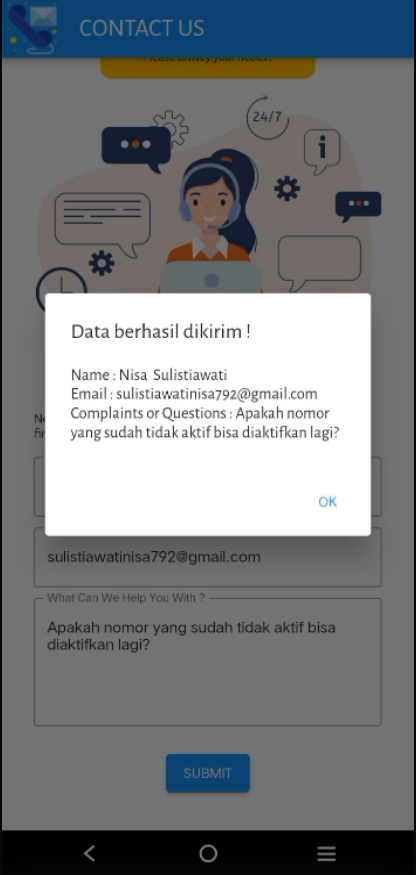 CONTACT US
Please convey your needs !
24/7
i
Data berhasil dikirim !
Name : Nisa Sulistiawati
Email : sulistiawatinisa792@gmail.com
Complaints or Questions : Apakah nomor
yang sudah tidak aktif bisa diaktifkan lagi?
OK
sulistiawatinisa792@gmail.com
What Can We Help You With ?
Apakah nomor yang sudah tidak aktif bisa
diaktifkan lagi?
SUBMIT